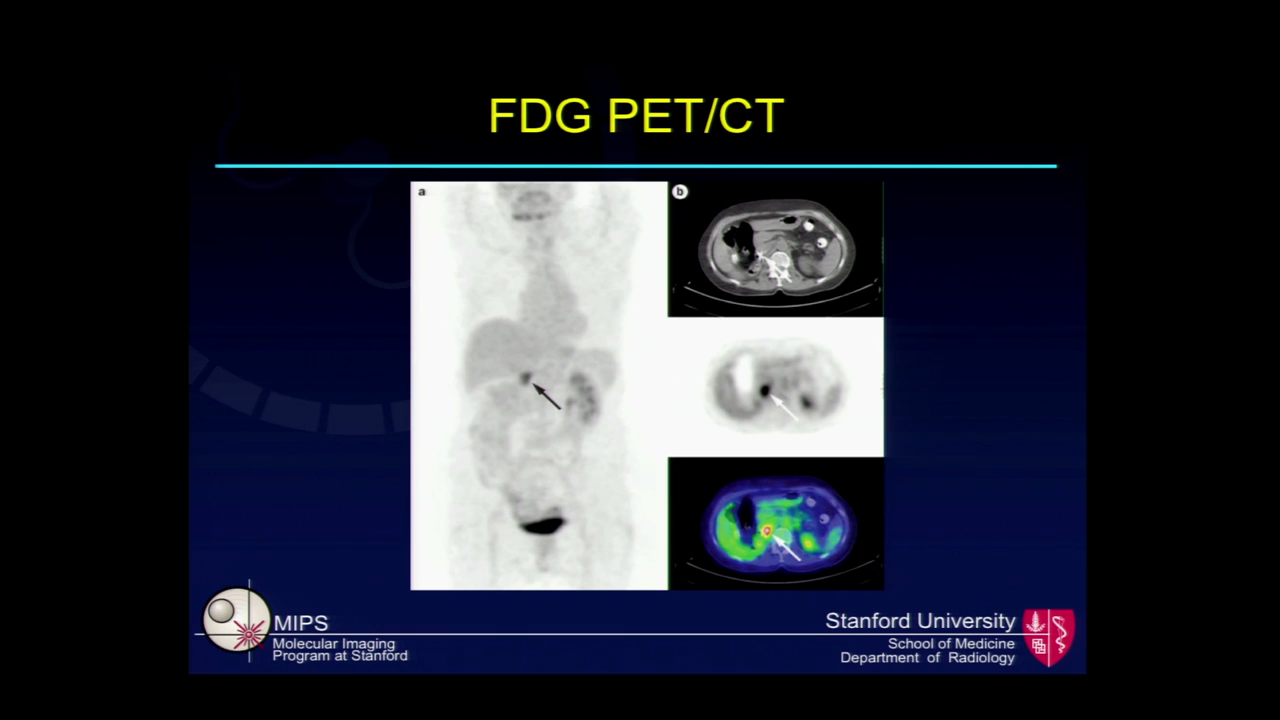 FDG PET/CT
a
b
MIPS
Molecular Imaging
Program at Stanford
Stanford University
School of Medicine
Department of Radiology